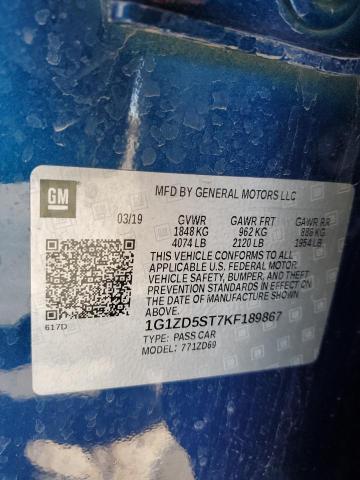 GM
MFD BY GENERAL MOTORS LLC
03/19 GVWR GAWR FRT GAWR RR
1848 KG 962 KG 886 KG
4074 LB 2120 LB 1954 LB
THIS VEHICLE CONFORMS TO ALL
APPLICABLE U.S. FEDERAL MOTOR
VEHICLE SAFETY, BUMPER, AND THEFT
PREVENTION STANDARDS IN EFFECT ON
THE DATE OF MANUFACTURE SHOWN
ABOVE.
617D
1G1ZD5ST7KF189867
TYPE: PASS CAR
MODEL: 771ZD69